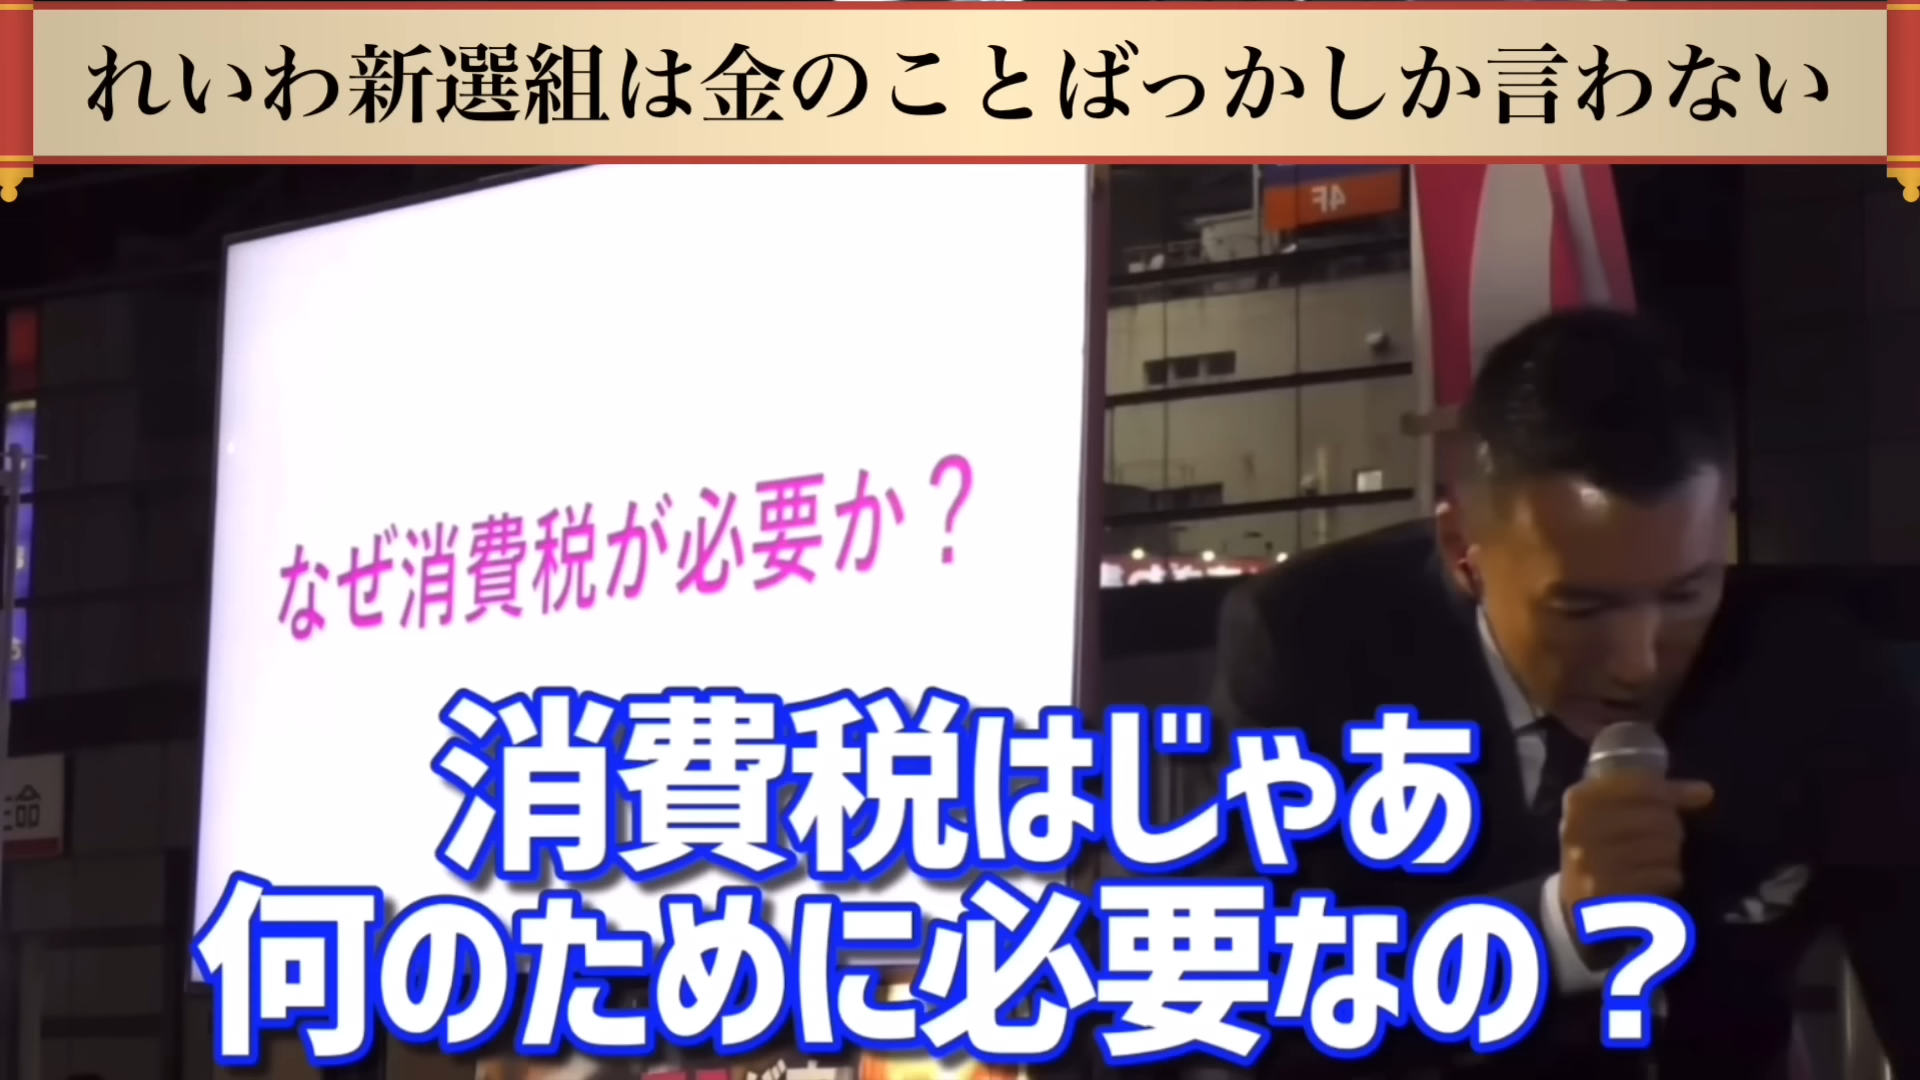 れいわ新選組は金のことばっかしか言わない
4F
なぜ消費税が必要か？
消費税はじゃあ
何のために必要なの？
命